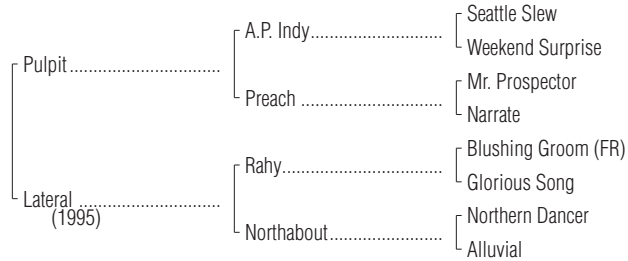 Seattle Slew
A.P. Indy
Weekend Surprise
Pulpit
Mr. Prospector
Preach
Narrate
Blushing Groom (FR)
Rahy
Glorious Song
Lateral
(1995)
Northern Dancer
Northabout
Alluvial